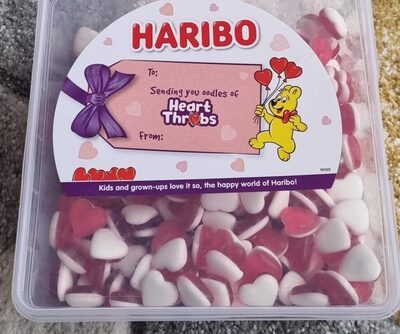 HARIBO
To:
Sending you oodles of
Heart
Throbs
From:
Kids and grown-ups love it so, the happy world of Haribo!